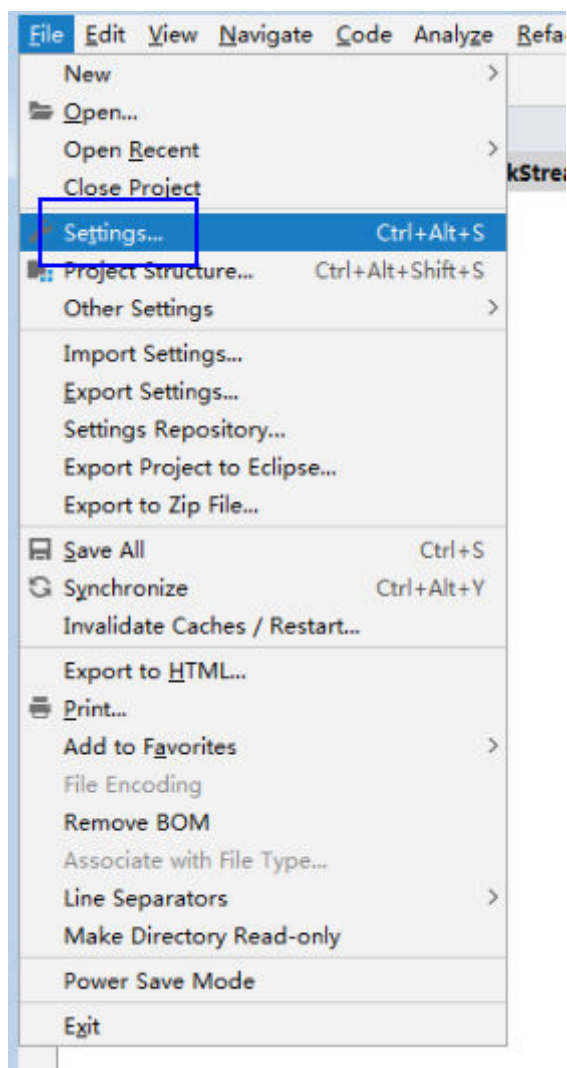 File Edit View Navigate Code Analyze Refa
New >
Open...
Open Recent >
kStrea
Close Project
Settings... Ctrl+Alt+S
Project Structure... Ctrl+Alt+Shift+S
Other Settings >
Import Settings...
Export Settings...
Settings Repository...
Export Project to Eclipse...
Export to Zip File...
Save All Ctrl+S
Synchronize Ctrl+Alt+Y
Invalidate Caches / Restart...
Export to HTML...
Print...
Add to Favorites >
File Encoding
Remove BOM
Associate with File Type...
Line Separators >
Make Directory Read-only
Power Save Mode
Exit